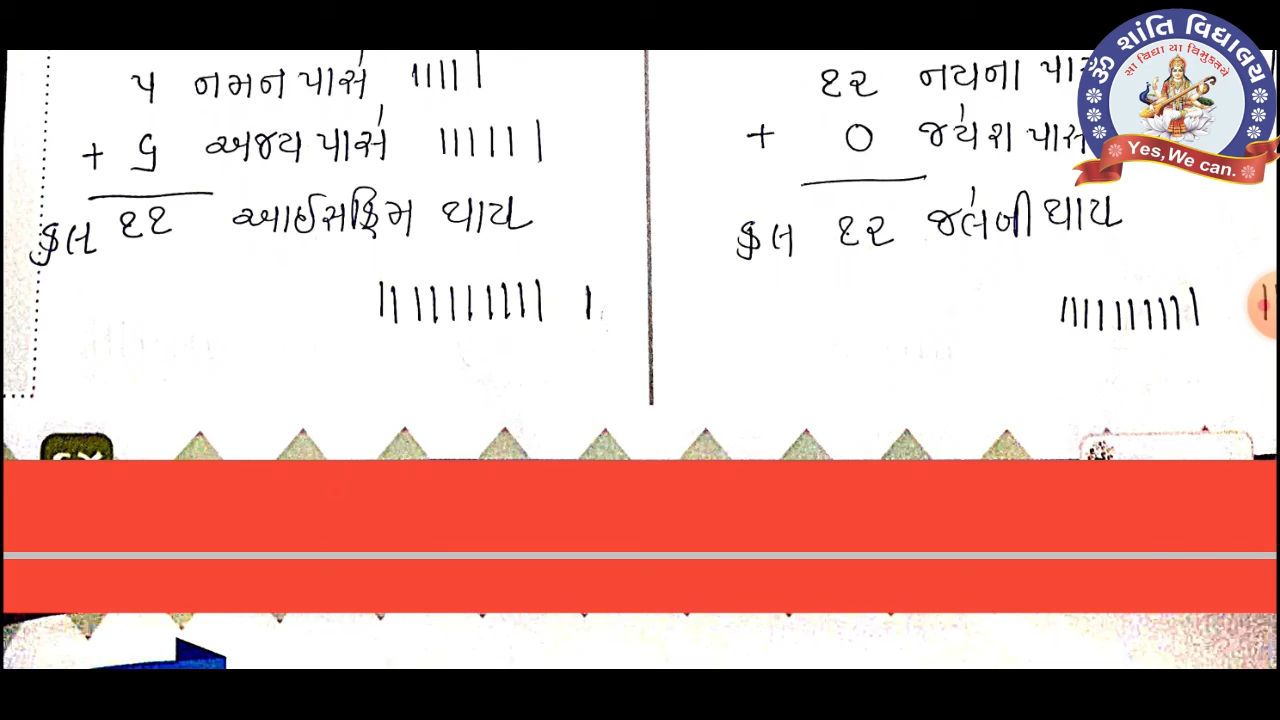 ૫ નમન પાસે
+ ૬ અજય પાસે
કુલ ૧૧ આઈસક્રિમ થાય
૧૨ નયના
+ ૦ જયેશ
કુલ ૧૨ જલેબી થાય
ૐ શાંતિ વિદ્યાલય
સા વિદ્યા યા વિમુક્તયે
Yes,We can.